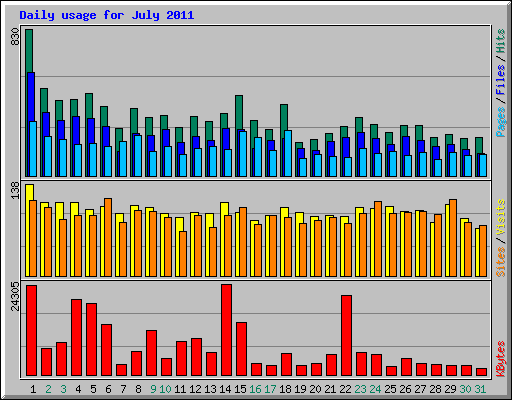 Daily usage for July 2011
830
Pages / Files / Hits
138
Sites / Visits
24305
KBytes
1 2 3 4 5 6 7 8 9 10 11 12 13 14 15 16 17 18 19 20 21 22 23 24 25 26 27 28 29 30 31